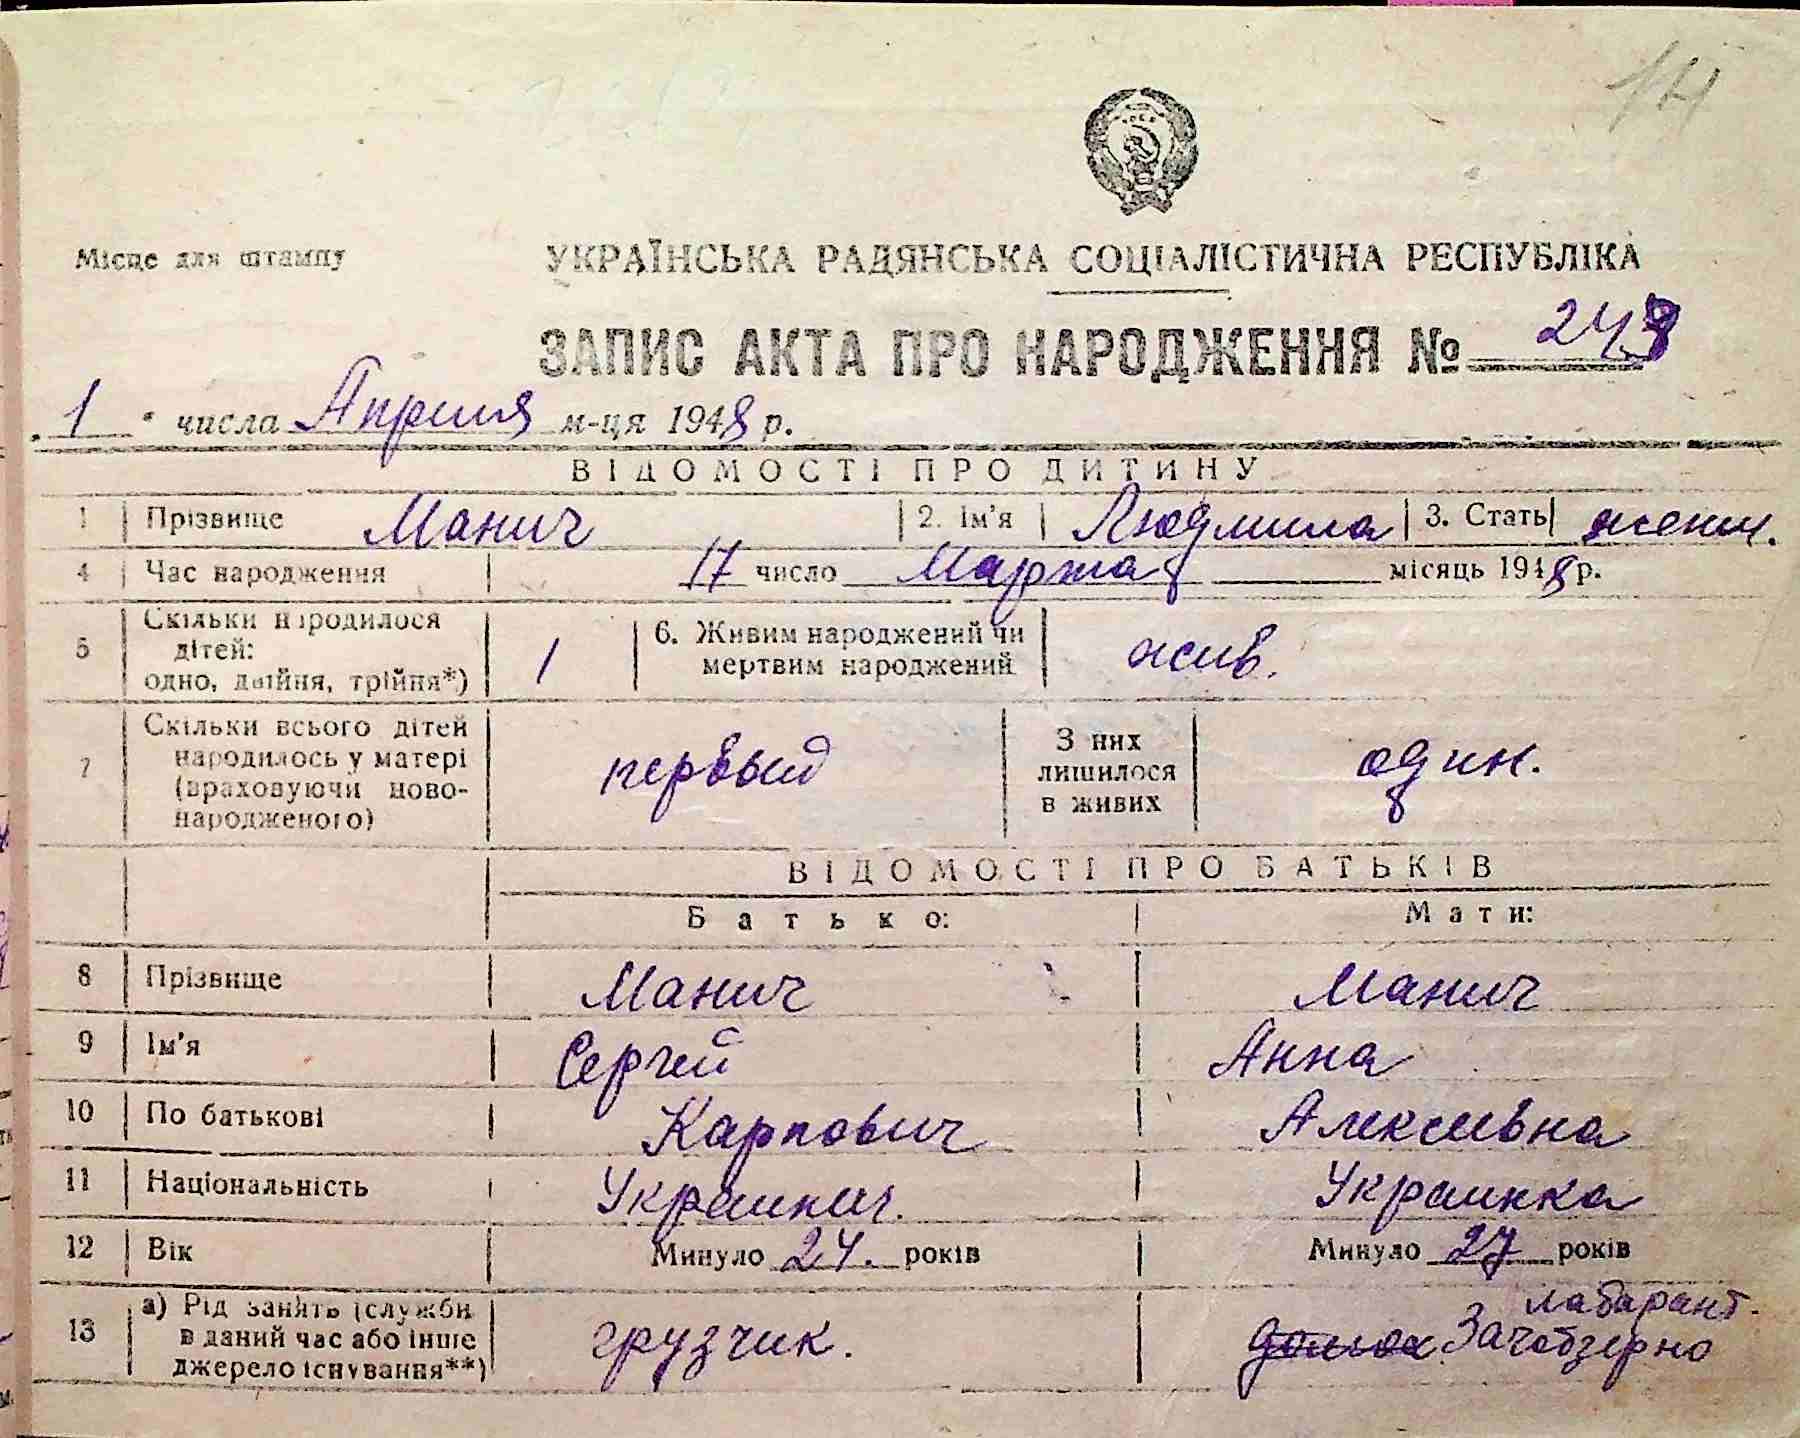 14
Місце для штампу
УКРАЇНСЬКА РАДЯНСЬКА СОЦІАЛІСТИЧНА РЕСПУБЛІКА
ЗАПИС АКТА ПРО НАРОДЖЕННЯ № 248
„1" числа Апреля м-ця 1948 р.
ВІДОМОСТІ ПРО ДИТИНУ
1 Прізвище Манич 2. Ім'я Людмила 3. Стать женщ.
4 Час народження 17 число Марта місяць 1948 р.
5 Скільки народилося дітей: одно, двійня, трійня*) 1 6. Живим народжений чи мертвим народжений жив.
7 Скільки всього дітей народилось у матері (враховуючи новонародженого) первый З них лишилося в живих один.
ВІДОМОСТІ ПРО БАТЬКІВ
Батько: Мати:
8 Прізвище Манич Манич
9 Ім'я Сергей Анна
10 По батькові Карпович Алексеевна
11 Національність Украинец. Украинка
12 Вік Минуло 24. років Минуло 27 років
13 а) Рід занять (служби в даний час або інше джерело існування**) грузчик. лаборант. Заготзерно